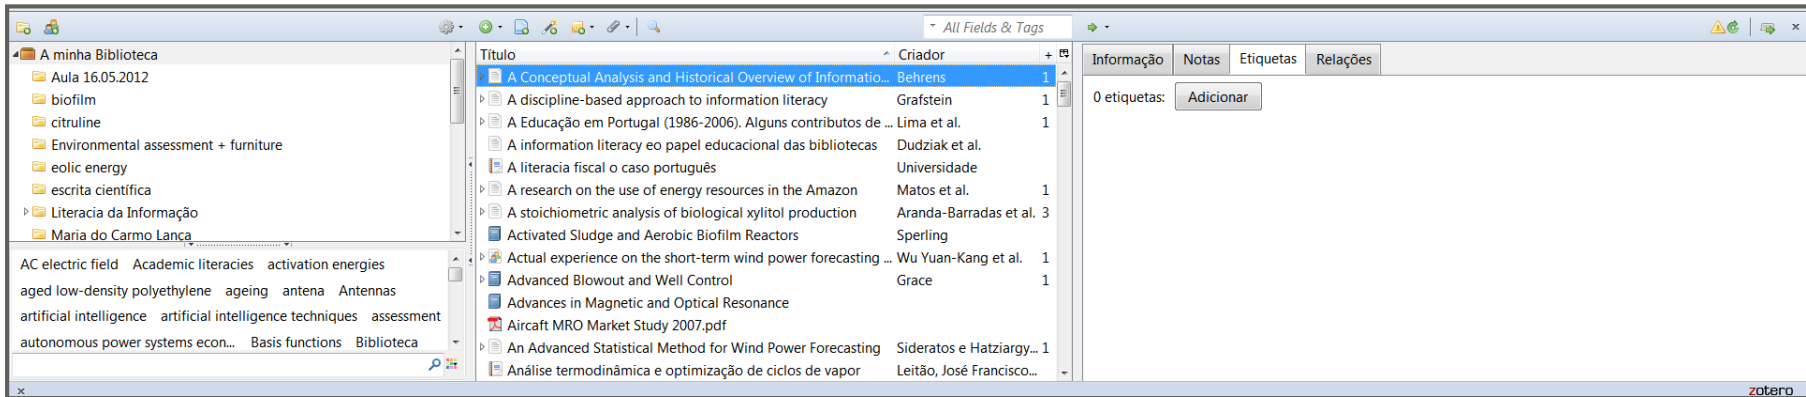 All Fields & Tags
A minha Biblioteca
Aula 16.05.2012
biofilm
citruline
Environmental assessment + furniture
eolic energy
escrita científica
Literacia da Informação
Maria do Carmo Lança
AC electric field Academic literacies activation energies
aged low-density polyethylene ageing antena Antennas
artificial intelligence artificial intelligence techniques assessment
autonomous power systems econ... Basis functions Biblioteca
Título Criador +
A Conceptual Analysis and Historical Overview of Informatio... Behrens 1
A discipline-based approach to information literacy Grafstein 1
A Educação em Portugal (1986-2006). Alguns contributos de ... Lima et al. 1
A information literacy eo papel educacional das bibliotecas Dudziak et al.
A literacia fiscal o caso português Universidade
A research on the use of energy resources in the Amazon Matos et al. 1
A stoichiometric analysis of biological xylitol production Aranda-Barradas et al. 3
Activated Sludge and Aerobic Biofilm Reactors Sperling
Actual experience on the short-term wind power forecasting ... Wu Yuan-Kang et al. 1
Advanced Blowout and Well Control Grace 1
Advances in Magnetic and Optical Resonance
Aircaft MRO Market Study 2007.pdf
An Advanced Statistical Method for Wind Power Forecasting Sideratos e Hatziargy... 1
Análise termodinâmica e optimização de ciclos de vapor Leitão, José Francisco...
Informação Notas Etiquetas Relações
0 etiquetas: Adicionar
zotero